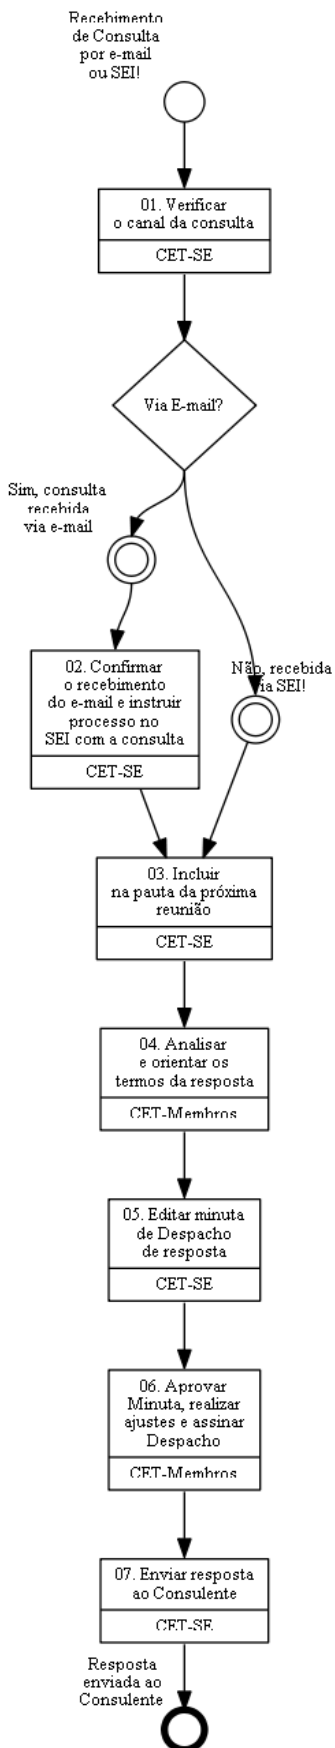 Recebimento
de Consulta
por e-mail
ou SEI!
01. Verificar
o canal da consulta
CET-SE
Via E-mail?
Sim, consulta
recebida
via e-mail
02. Confirmar
o recebimento
do e-mail e instruir
processo no
SEI com a consulta
CET-SE
Não, recebida
via SEI!
03. Incluir
na pauta da próxima
reunião
CET-SE
04. Analisar
e orientar os
termos da resposta
CET-Membros
05. Editar minuta
de Despacho
de resposta
CET-SE
06. Aprovar
Minuta, realizar
ajustes e assinar
Despacho
CET-Membros
07. Enviar resposta
ao Consulente
CET-SE
Resposta
enviada ao
Consulente